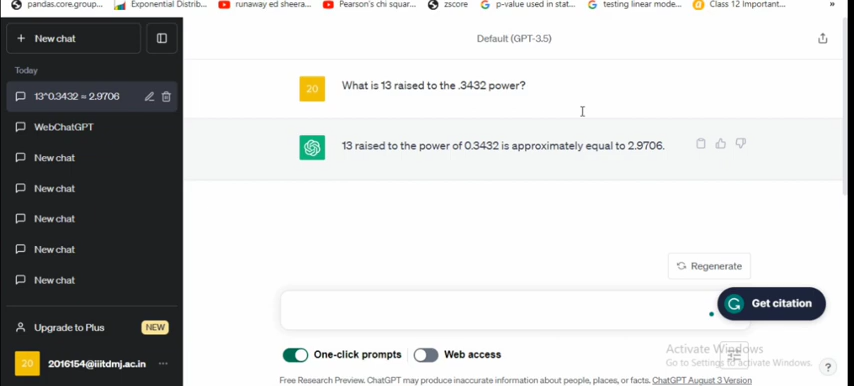 pandas.core.group... Exponential Distrib... runaway ed sheera... Pearson's chi squar... zscore p-value used in stat... testing linear mode... Class 12 Important... »
+ New chat
Default (GPT-3.5)
Today
13^0.3432 = 2.9706
20 What is 13 raised to the .3432 power?
WebChatGPT
13 raised to the power of 0.3432 is approximately equal to 2.9706.
New chat
New chat
New chat
New chat
New chat
Regenerate
Get citation
Upgrade to Plus NEW
One-click prompts Web access
Activate Windows
Go to Settings to activate Windows.
20 2016154@iiitdmj.ac.in ...
?
Free Research Preview. ChatGPT may produce inaccurate information about people, places, or facts. ChatGPT August 3 Version